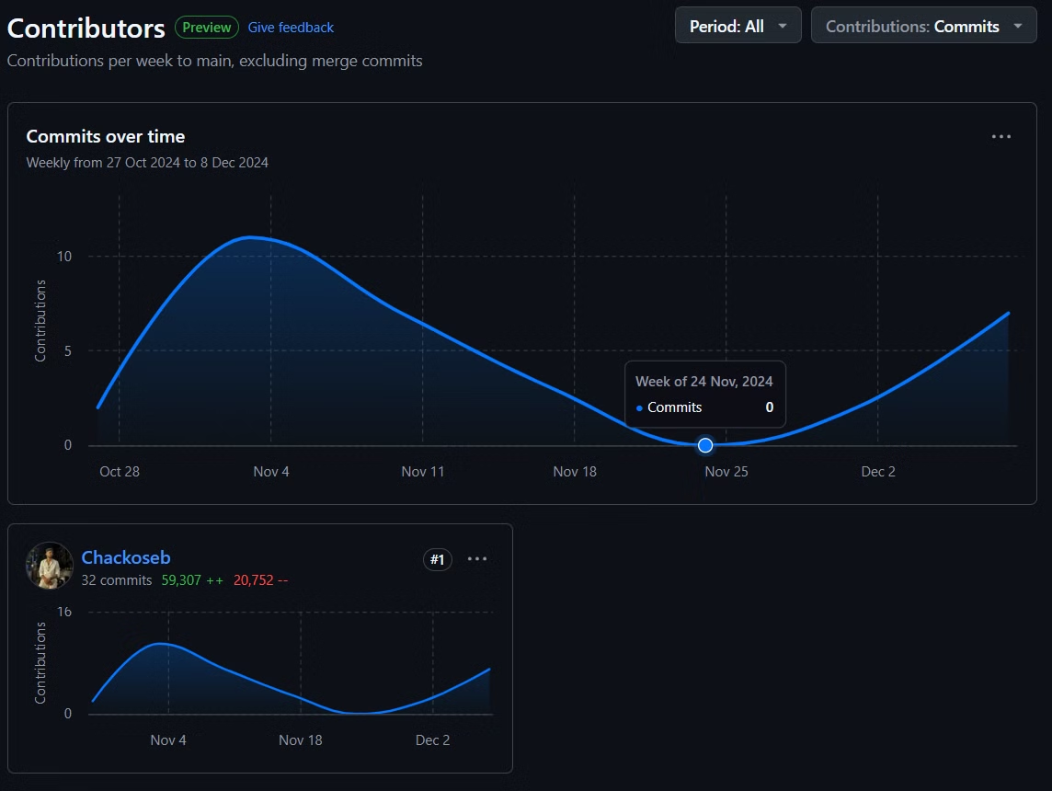 Contributors Preview Give feedback
Period: All
Contributions: Commits
Contributions per week to main, excluding merge commits
Commits over time
Weekly from 27 Oct 2024 to 8 Dec 2024
Contributions
10
5
0
Week of 24 Nov, 2024
Commits 0
Oct 28 Nov 4 Nov 11 Nov 18 Nov 25 Dec 2
Chackoseb
#1
32 commits 59,307 ++ 20,752 --
Contributions
16
0
Nov 4 Nov 18 Dec 2